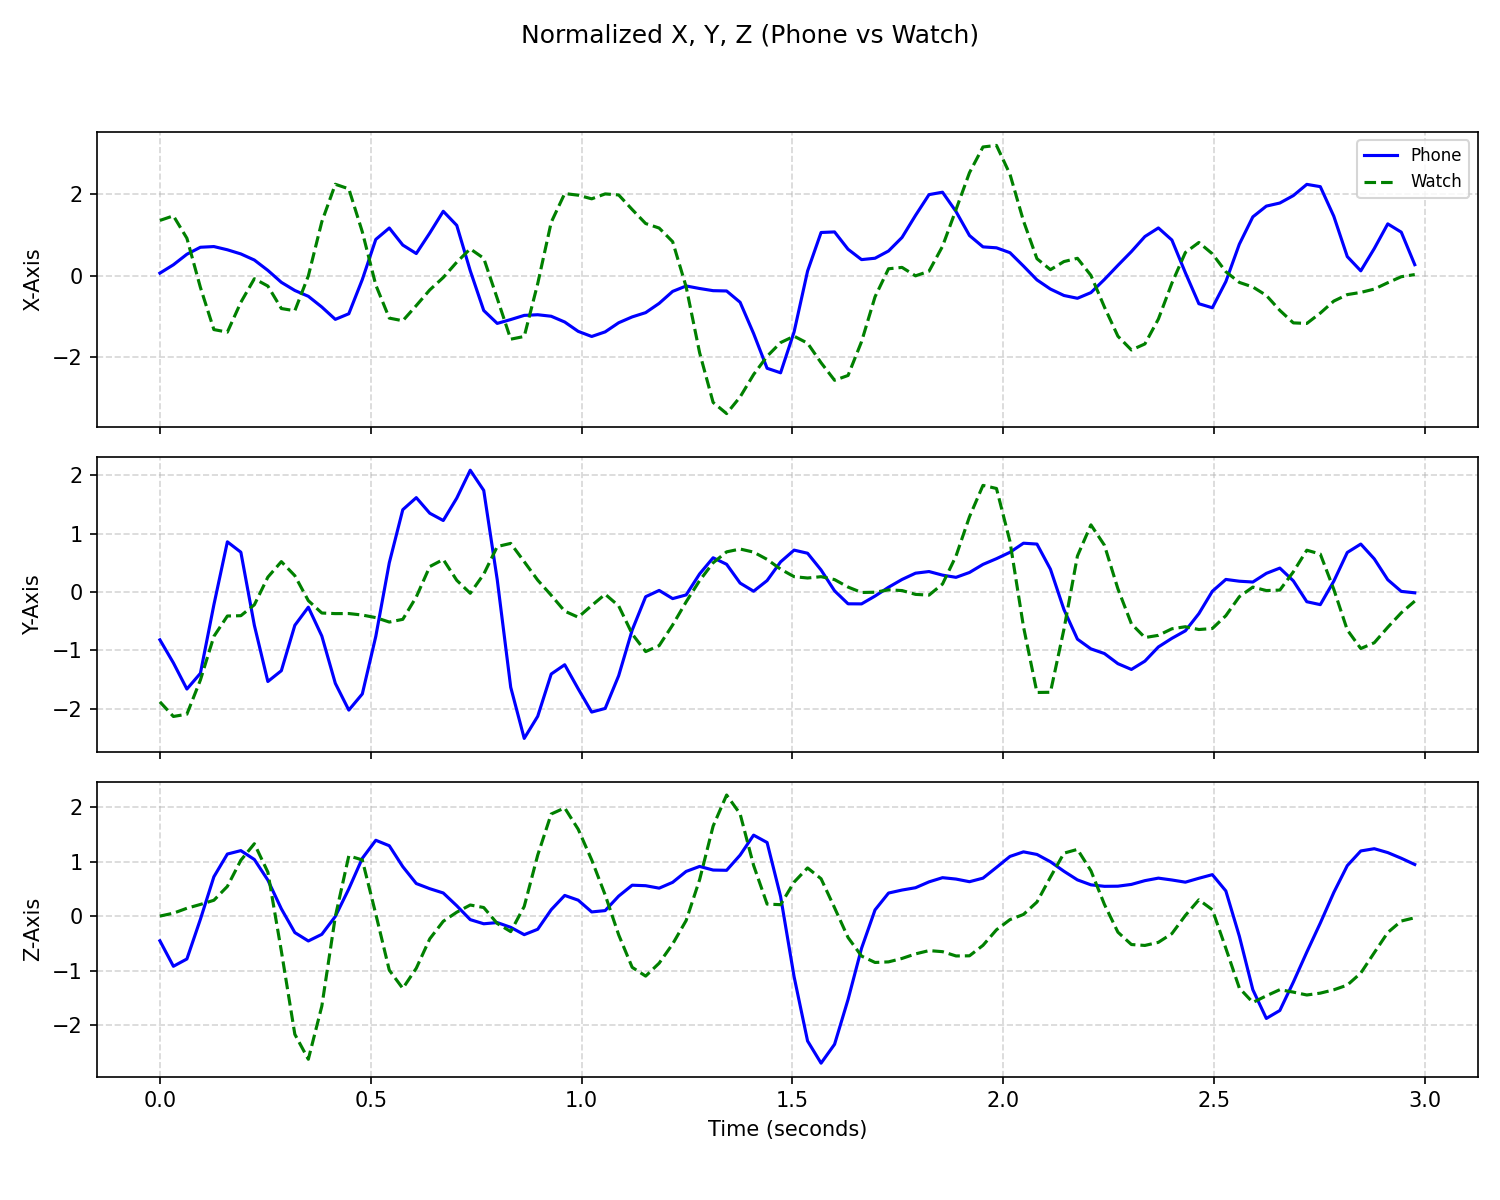 Normalized X, Y, Z (Phone vs Watch)
Phone
Watch
X-Axis
2
0
−2
Y-Axis
2
1
0
−1
−2
Z-Axis
2
1
0
−1
−2
0.0 0.5 1.0 1.5 2.0 2.5 3.0
Time (seconds)